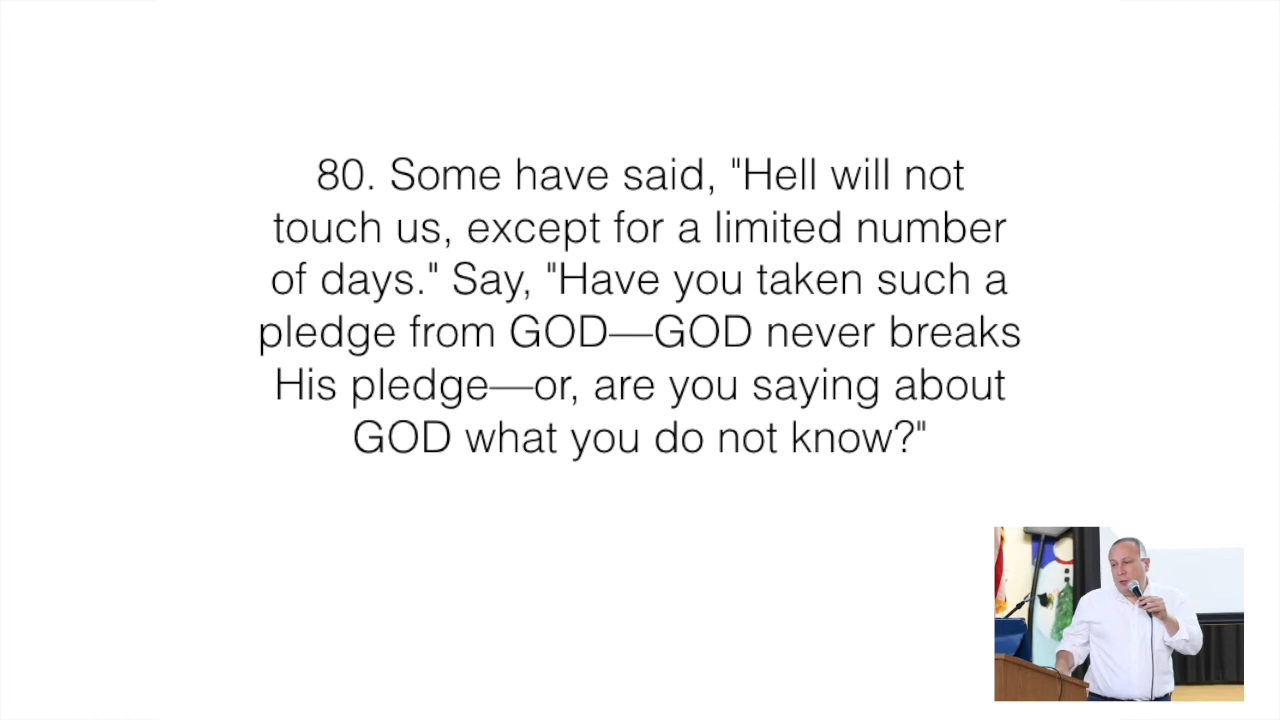 80. Some have said, "Hell will not
touch us, except for a limited number
of days." Say, "Have you taken such a
pledge from GOD—GOD never breaks
His pledge—or, are you saying about
GOD what you do not know?"